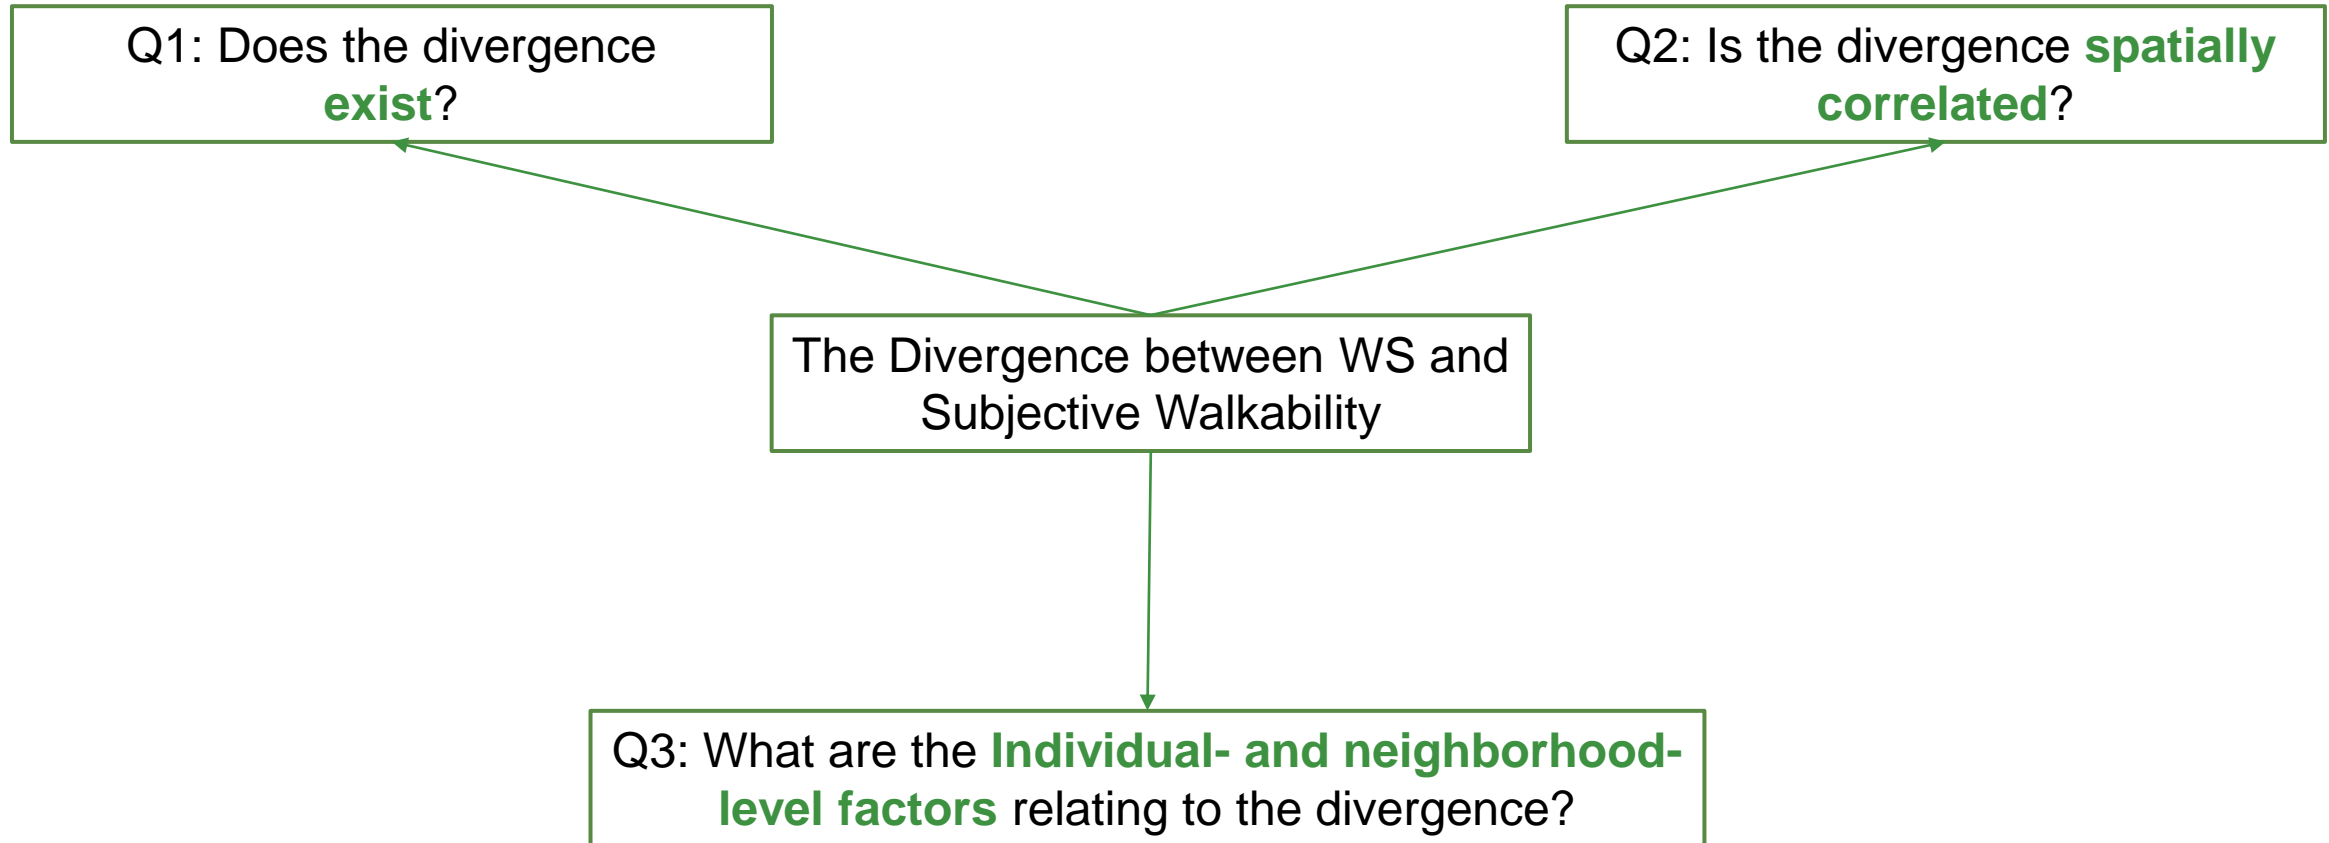 Q1: Does the divergence
exist?
Q2: Is the divergence spatially
correlated?
The Divergence between WS and
Subjective Walkability
Q3: What are the Individual- and neighborhood-
level factors relating to the divergence?